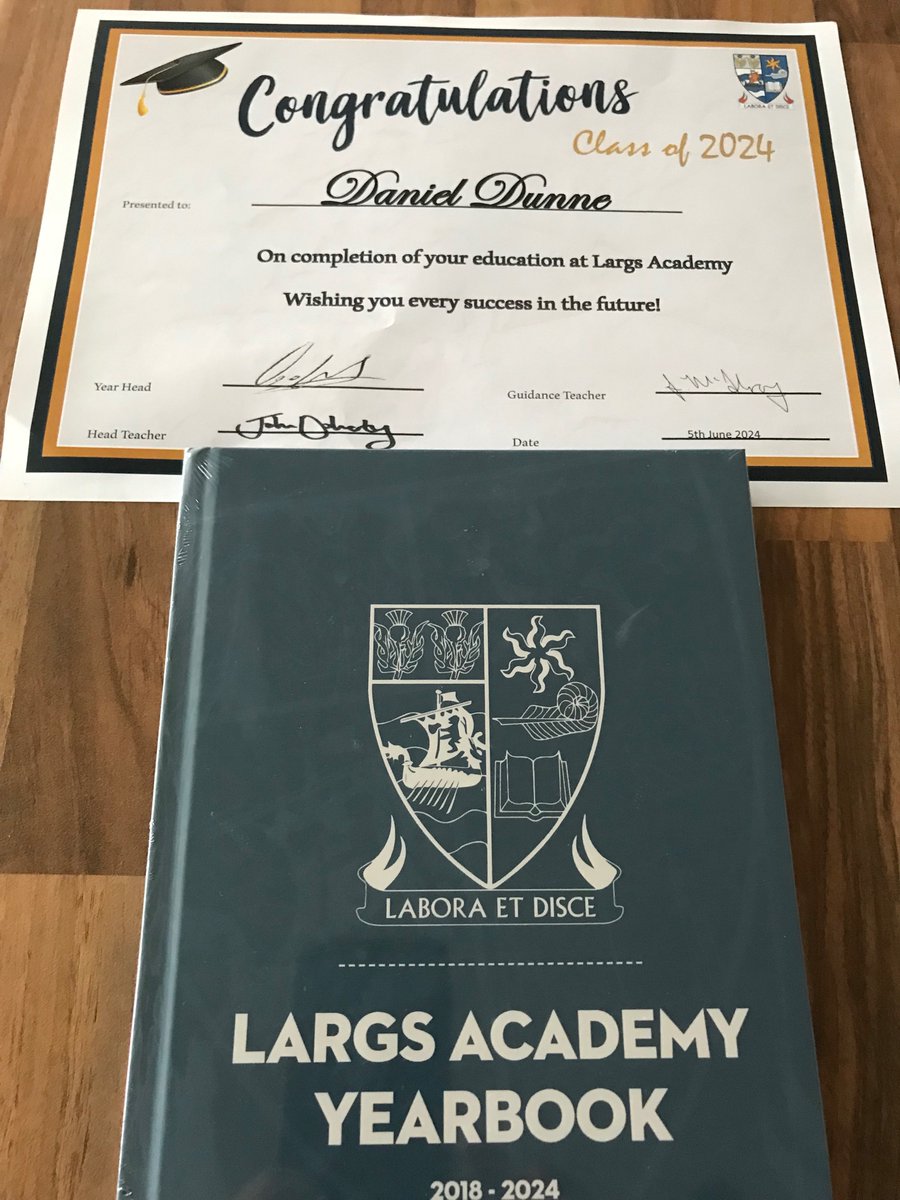 Congratulations
LABORA ET DISCE
Class of 2024
Presented to: Daniel Dunne
On completion of your education at Largs Academy
Wishing you every success in the future!
Year Head
Guidance Teacher
Head Teacher John Doherty
Date 5th June 2024
LABORA ET DISCE
LARGS ACADEMY
YEARBOOK
2018 - 2024